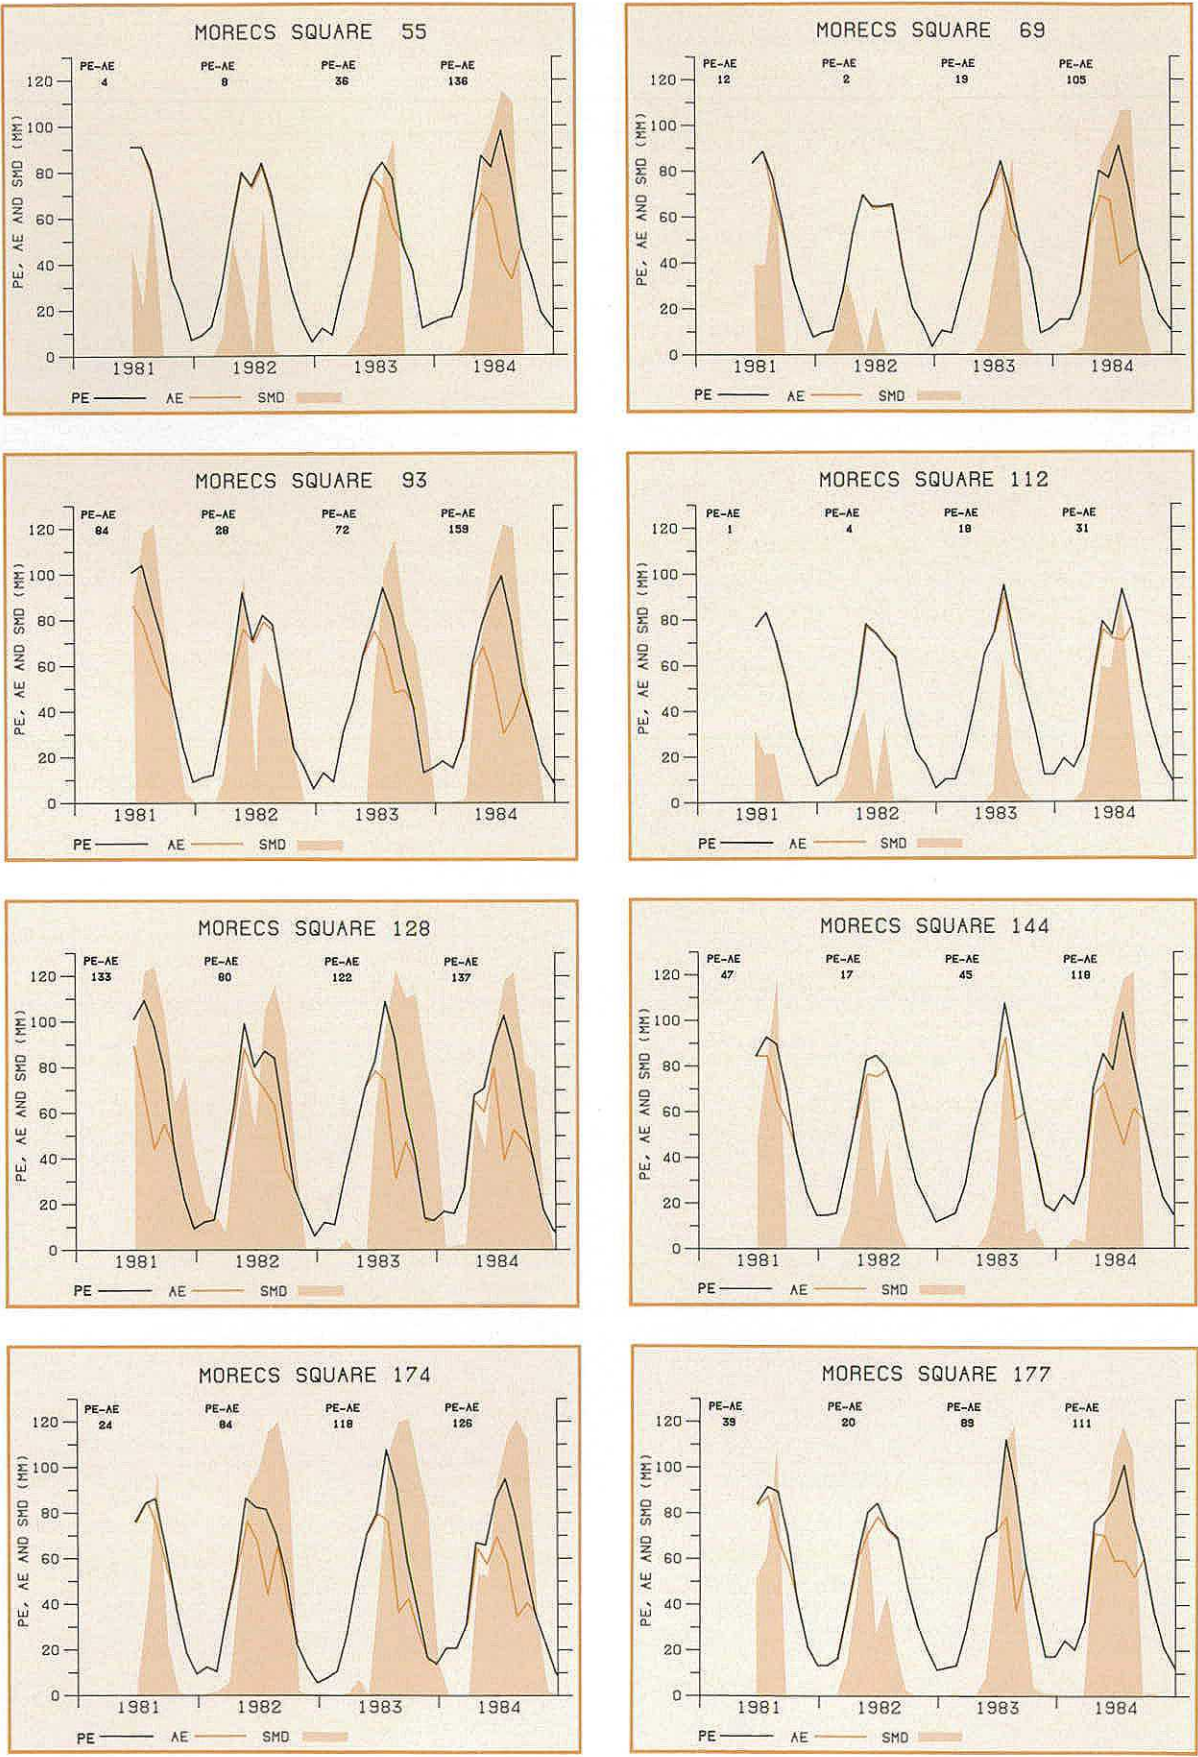 MORECS SQUARE 55
PE-AE PE-AE PE-AE PE-AE
4 8 36 136
120
100
80
60
40
20
0
PE, AE AND SMD (MM)
1981 1982 1983 1984
PE AE SMD
MORECS SQUARE 69
PE-AE PE-AE PE-AE PE-AE
12 2 19 105
120
100
80
60
40
20
0
PE, AE AND SMD (MM)
1981 1982 1983 1984
PE AE SMD
MORECS SQUARE 93
PE-AE PE-AE PE-AE PE-AE
84 28 72 159
120
100
80
60
40
20
0
PE, AE AND SMD (MM)
1981 1982 1983 1984
PE AE SMD
MORECS SQUARE 112
PE-AE PE-AE PE-AE PE-AE
1 4 18 31
120
100
80
60
40
20
0
PE, AE AND SMD (MM)
1981 1982 1983 1984
PE AE SMD
MORECS SQUARE 128
PE-AE PE-AE PE-AE PE-AE
133 80 122 137
120
100
80
60
40
20
0
PE, AE AND SMD (MM)
1981 1982 1983 1984
PE AE SMD
MORECS SQUARE 144
PE-AE PE-AE PE-AE PE-AE
47 17 45 118
120
100
80
60
40
20
0
PE, AE AND SMD (MM)
1981 1982 1983 1984
PE AE SMD
MORECS SQUARE 174
PE-AE PE-AE PE-AE PE-AE
24 84 118 126
120
100
80
60
40
20
0
PE, AE AND SMD (MM)
1981 1982 1983 1984
PE AE SMD
MORECS SQUARE 177
PE-AE PE-AE PE-AE PE-AE
39 20 89 111
120
100
80
60
40
20
0
PE, AE AND SMD (MM)
1981 1982 1983 1984
PE AE SMD